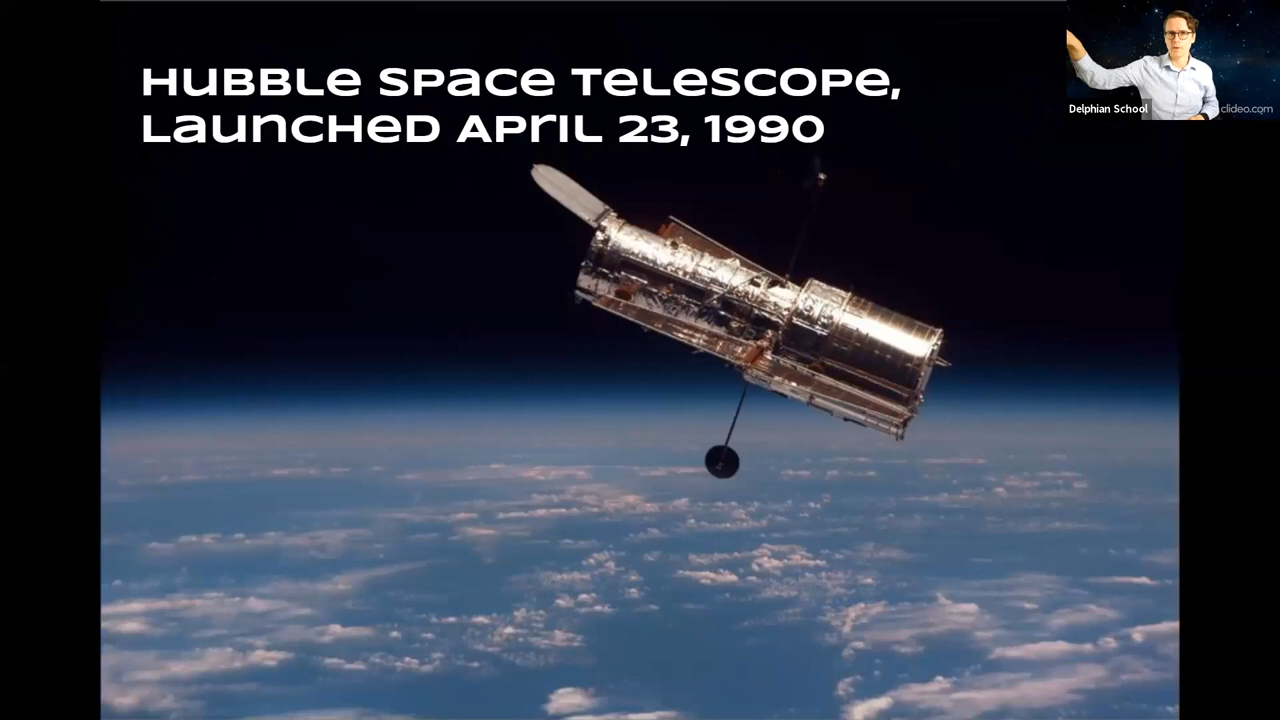 Hubble Space Telescope,
Launched April 23, 1990
Delphian School
clideo.com